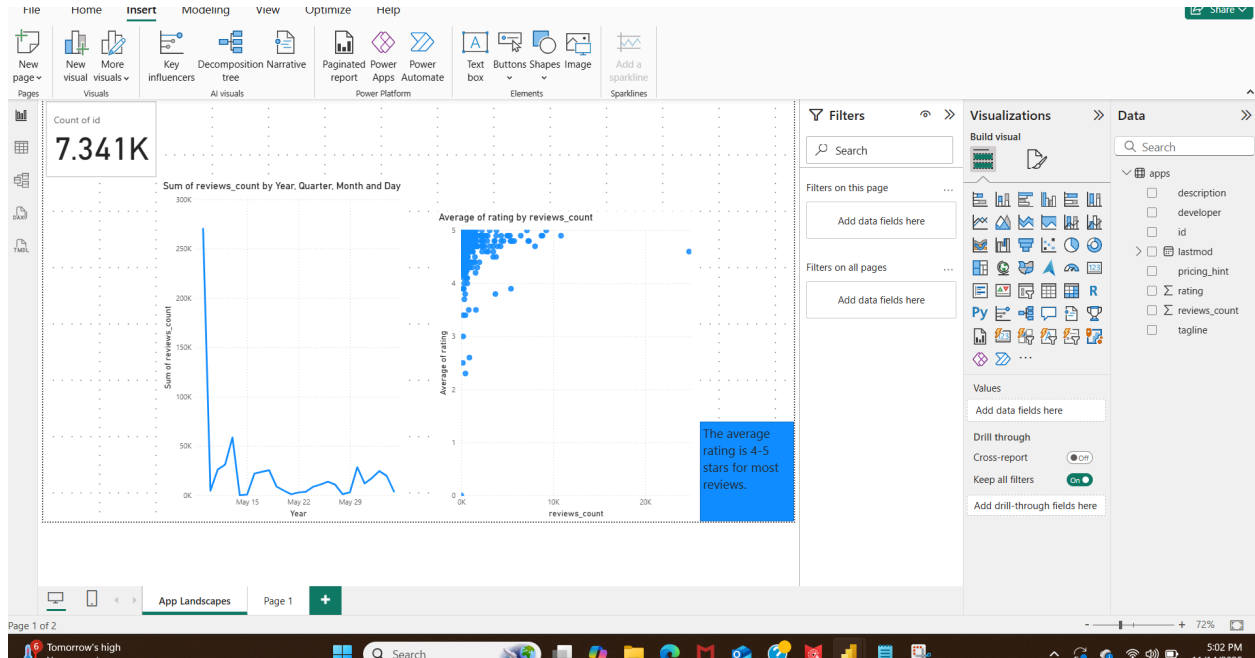 File Home Insert Modeling View Optimize Help
Share
New page
New visual
More visuals
Key influencers
Decomposition tree
Narrative
Paginated report
Power Apps
Power Automate
Text box
Buttons
Shapes
Image
Add a sparkline
Pages
Visuals
AI visuals
Power Platform
Elements
Sparklines
DAX
TMDL
Count of id
7.341K
Sum of reviews_count by Year, Quarter, Month and Day
300K
250K
200K
150K
100K
50K
0K
Sum of reviews_count
May 15 May 22 May 29
Year
Average of rating by reviews_count
5
4
3
2
1
0
Average of rating
0K 10K 20K
reviews_count
The average
rating is 4-5
stars for most
reviews.
Filters
Search
Filters on this page
...
Add data fields here
Filters on all pages
...
Add data fields here
Visualizations
Build visual
123
R
Py
...
Values
Add data fields here
Drill through
Cross-report
Off
Keep all filters
On
Add drill-through fields here
Data
Search
apps
description
developer
id
lastmod
pricing_hint
rating
reviews_count
tagline
App Landscapes
Page 1
+
Page 1 of 2
- + 72%
6
Tomorrow's high
Search
5:02 PM